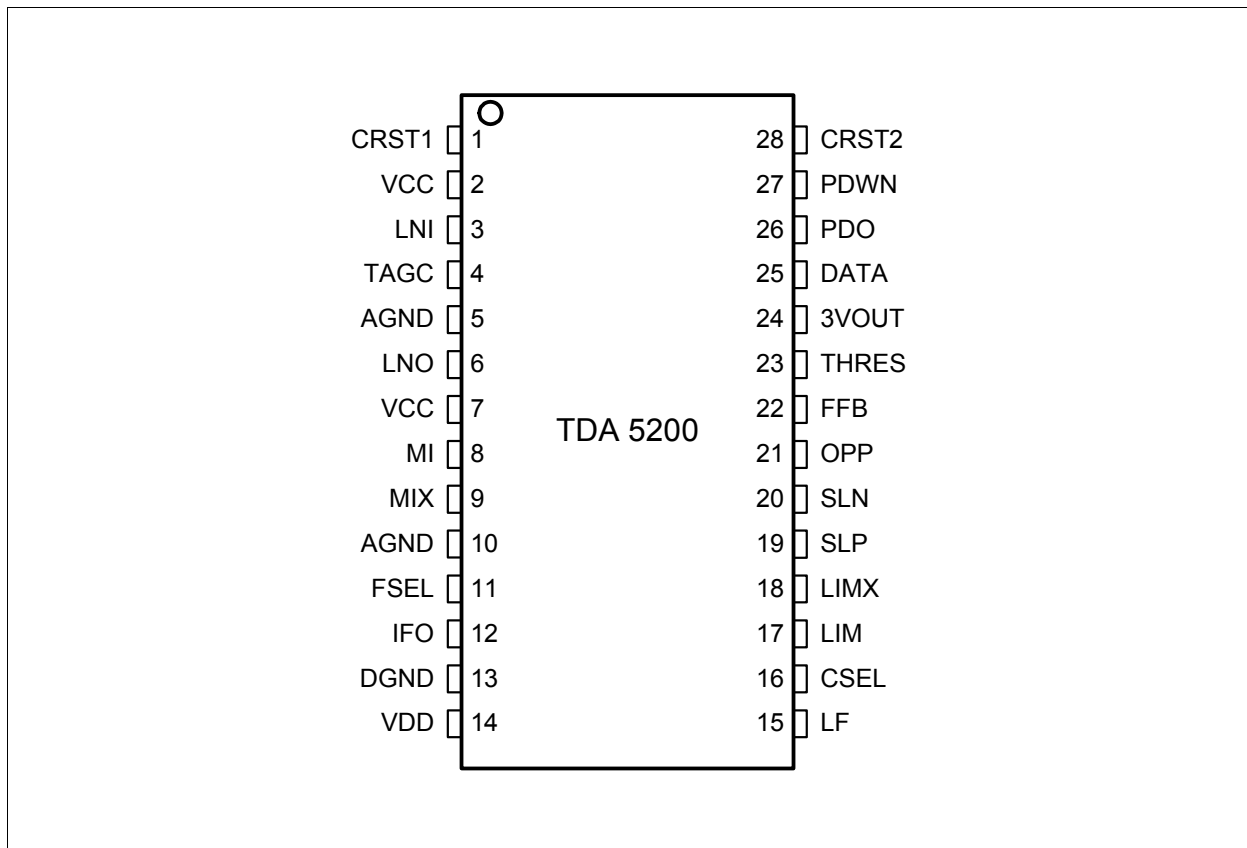 CRST1 1 28 CRST2
VCC 2 27 PDWN
LNI 3 26 PDO
TAGC 4 25 DATA
AGND 5 24 3VOUT
LNO 6 23 THRES
VCC 7 22 FFB
TDA 5200
MI 8 21 OPP
MIX 9 20 SLN
AGND 10 19 SLP
FSEL 11 18 LIMX
IFO 12 17 LIM
DGND 13 16 CSEL
VDD 14 15 LF